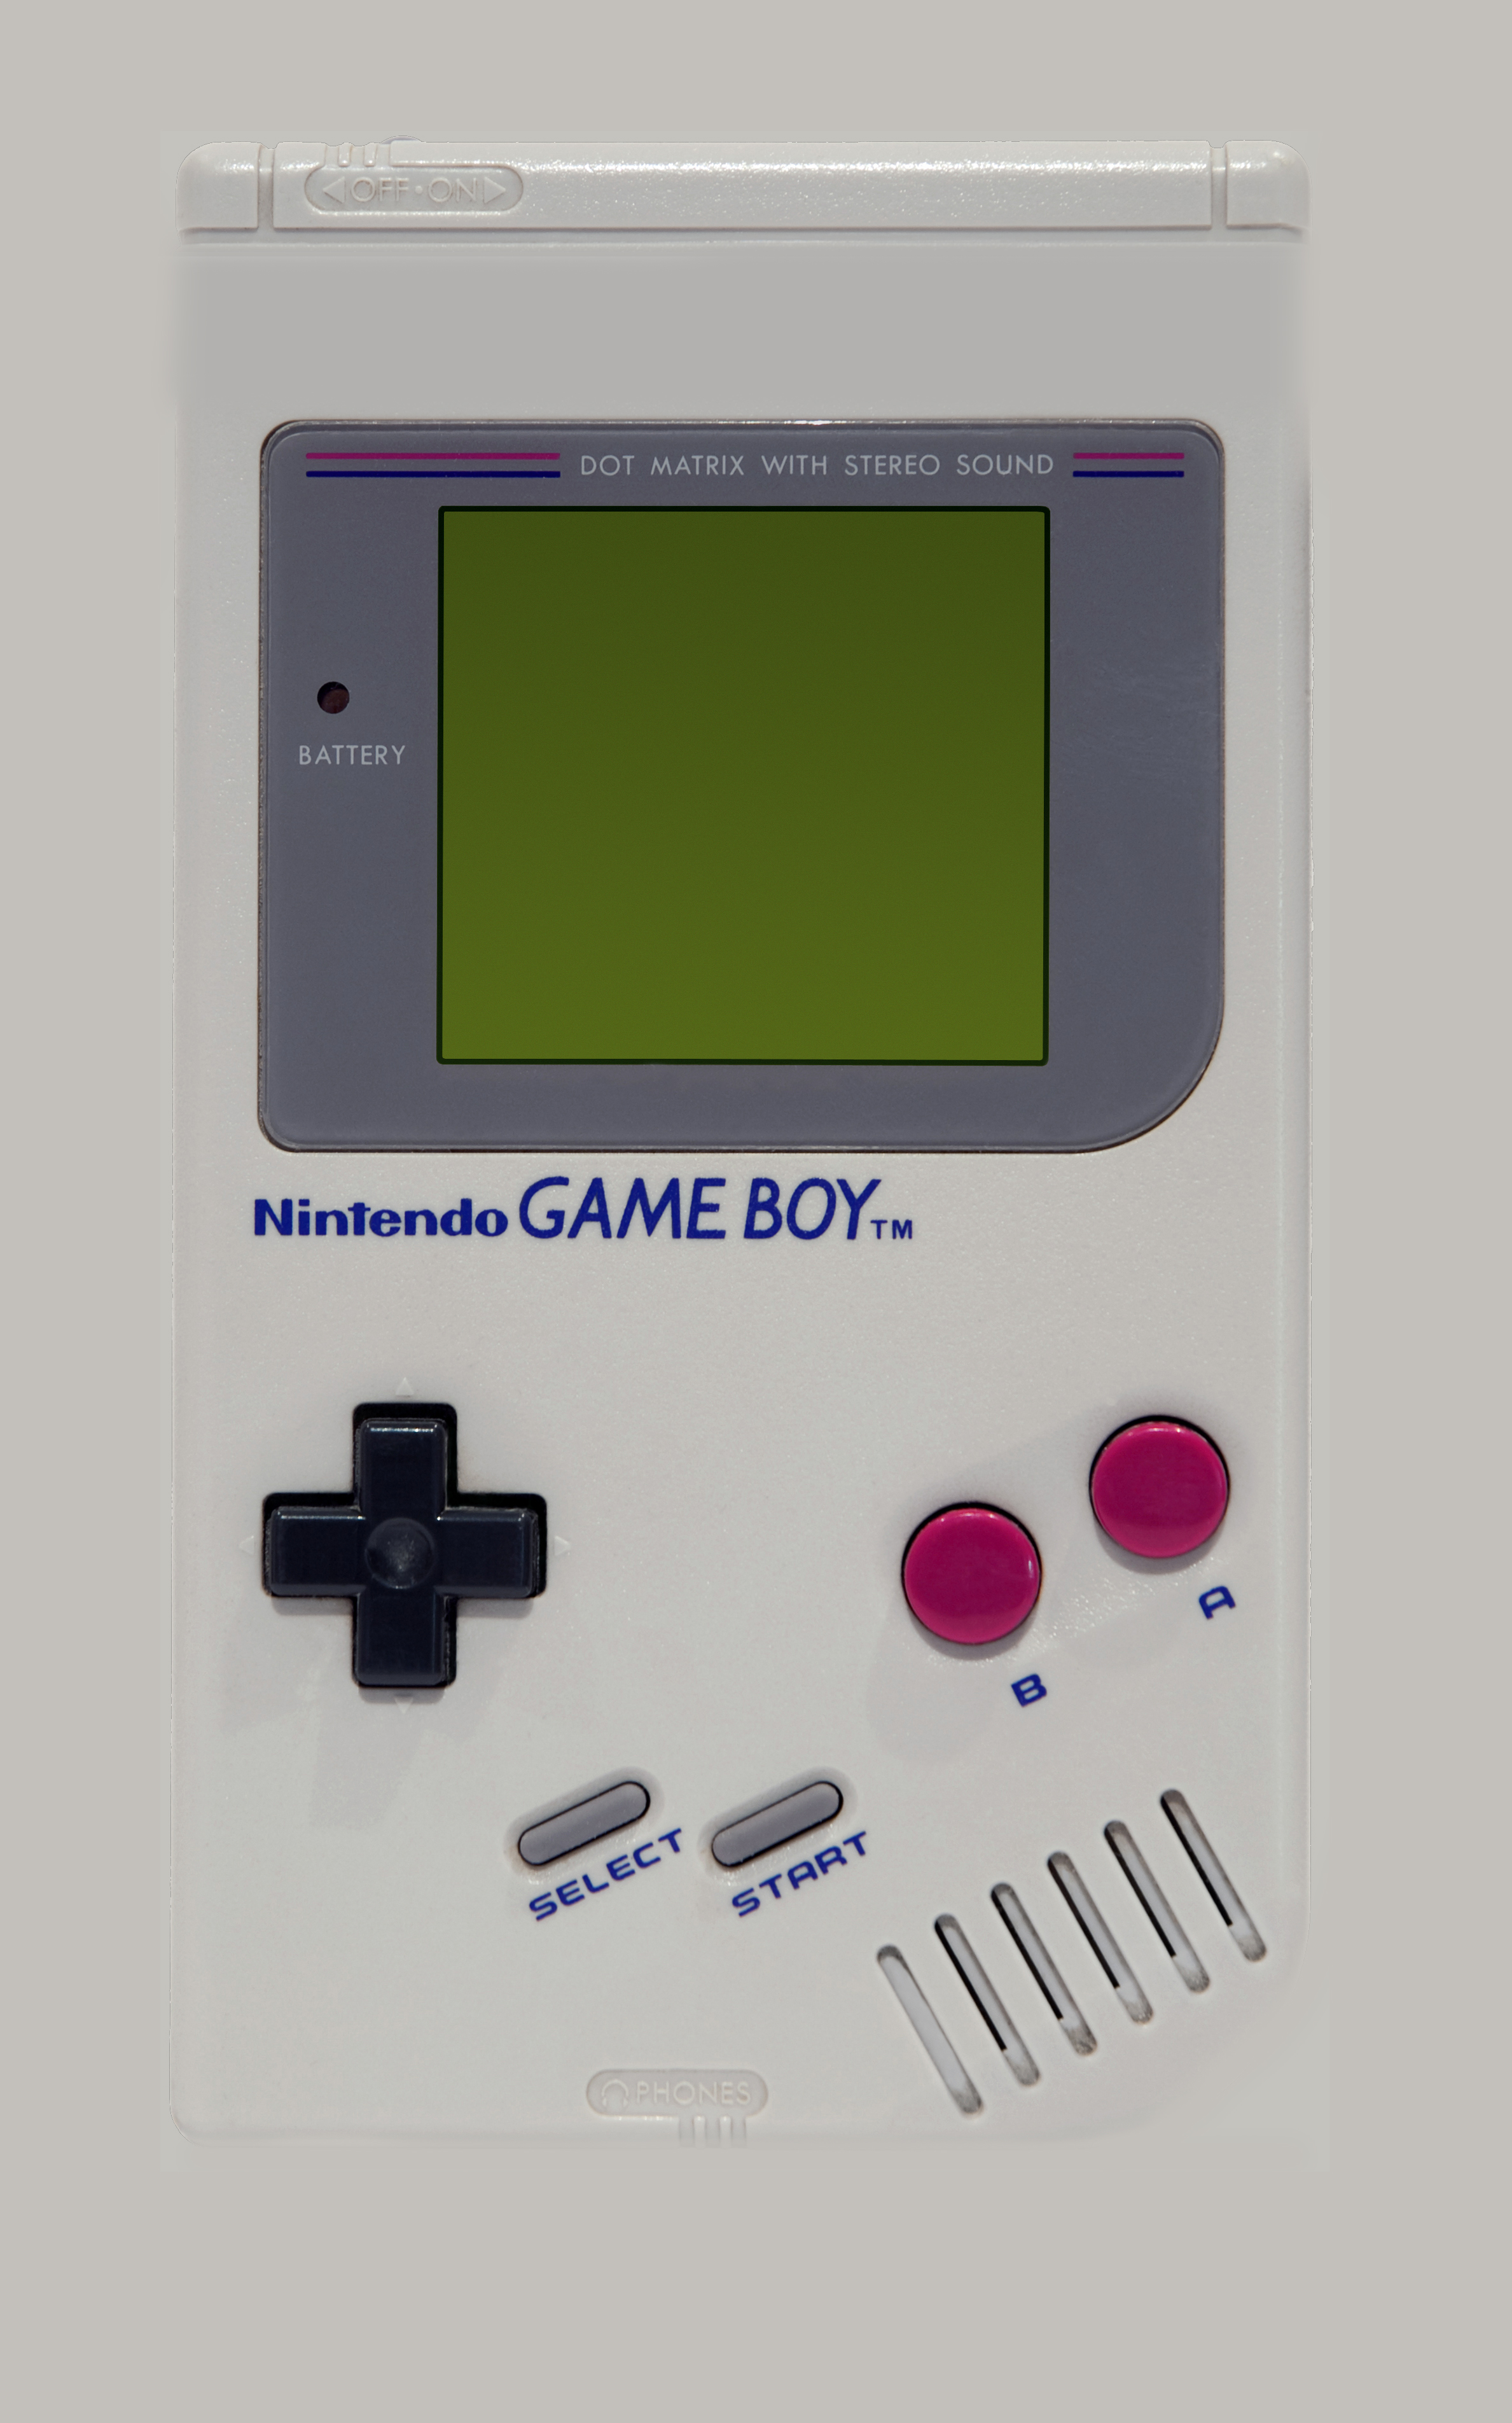 OFF•ON
DOT MATRIX WITH STEREO SOUND
BATTERY
Nintendo GAME BOY TM
A
B
SELECT
START
PHONES